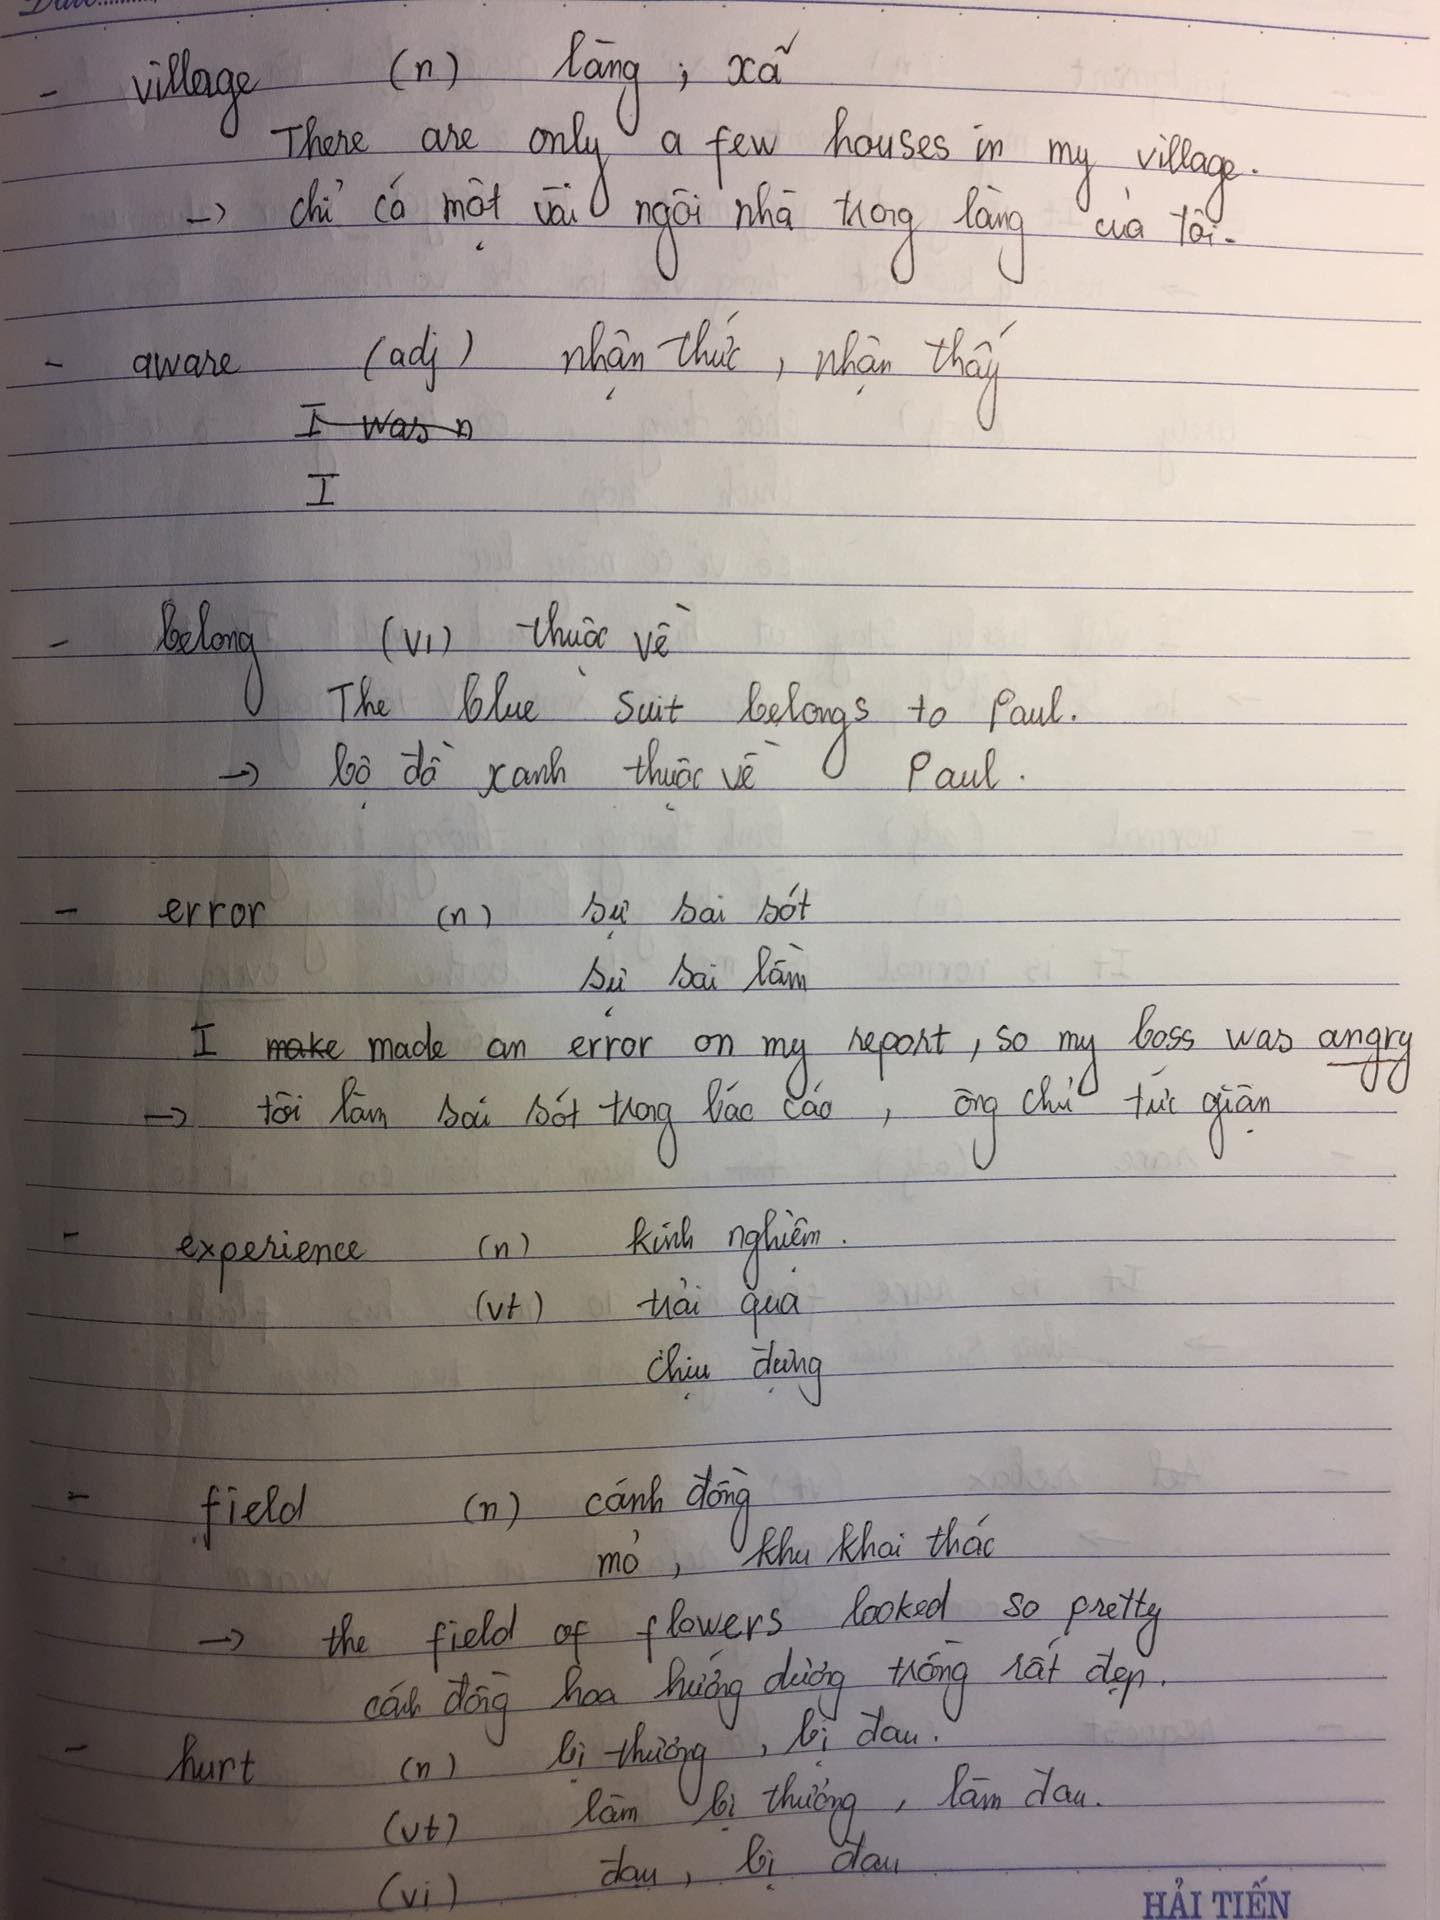 Date
- village (n) làng ; xã
There are only a few houses in my village.
-> chỉ có một vài ngôi nhà trong làng của tôi.
- aware (adj) nhận thức , nhận thấy
I was n
I
- belong (vi) thuộc về
The blue suit belongs to Paul.
-> bộ đồ xanh thuộc về Paul.
- error (n) sự sai sót
sự sai lầm
I make made an error on my report, so my boss was angry
-> tôi làm sai sót trong báo cáo , ông chủ tức giận
- experience (n) kinh nghiệm.
(vt) trải qua
chịu đựng
- field (n) cánh đồng
mỏ, khu khai thác
-> the field of flowers looked so pretty
cánh đồng hoa hướng dương trông rất đẹp.
- hurt (n) bị thương , bị đau.
(vt) làm bị thương , làm đau.
(vi) đau, bị đau
HẢI TIẾN